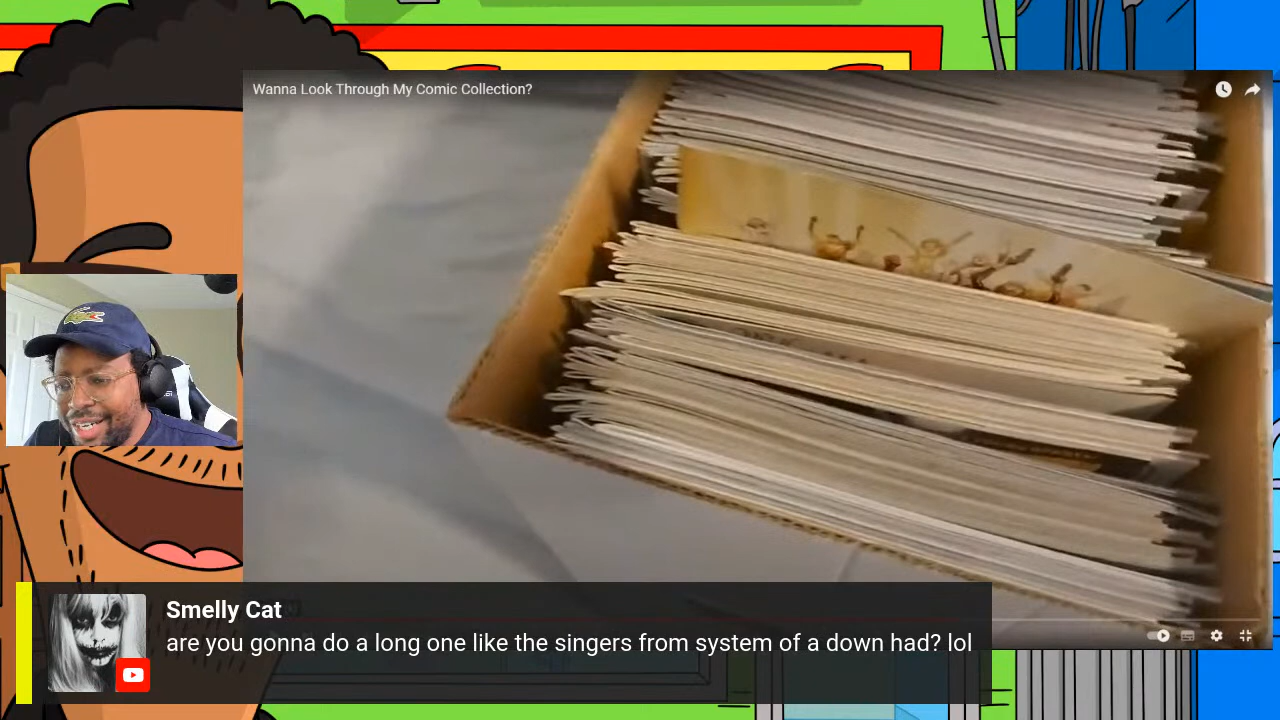 Wanna Look Through My Comic Collection?
Smelly Cat
are you gonna do a long one like the singers from system of a down had? lol